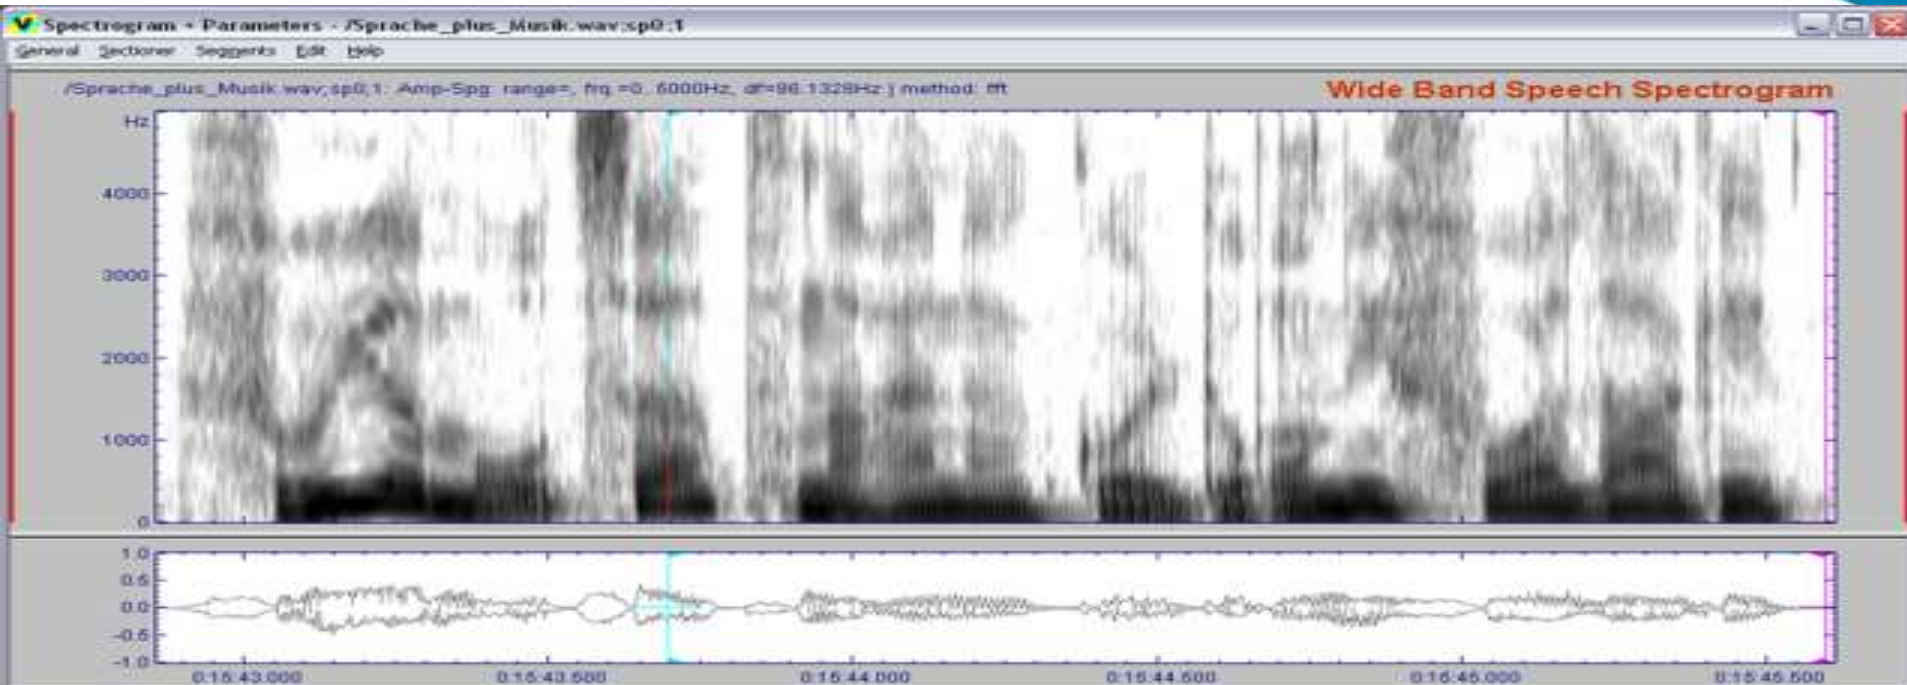 Spectrogram + Parameters - /Sprache_plus_Musik.wav;sp0;1
General Sectioner Segments Edit Help
/Sprache_plus_Musik.wav;sp0;1: Amp-Spg: range=, frq.=0..5000Hz, df=96.1328Hz | method: fft
Wide Band Speech Spectrogram
Hz
4000
3000
2000
1000
0
1.0
0.5
0.0
-0.5
-1.0
0:15:43.000 0:15:43.500 0:15:44.000 0:15:44.500 0:15:45.000 0:15:45.500